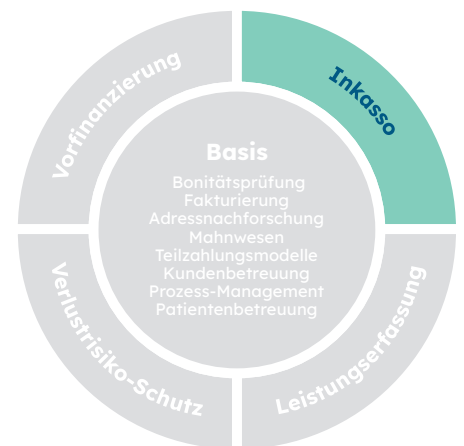 Vorfinanzierung
Inkasso
Basis
Bonitätsprüfung
Fakturierung
Adressnachforschung
Mahnwesen
Teilzahlungsmodelle
Kundenbetreuung
Prozess-Management
Patientenbetreuung
Verlustrisiko-Schutz
Leistungserfassung